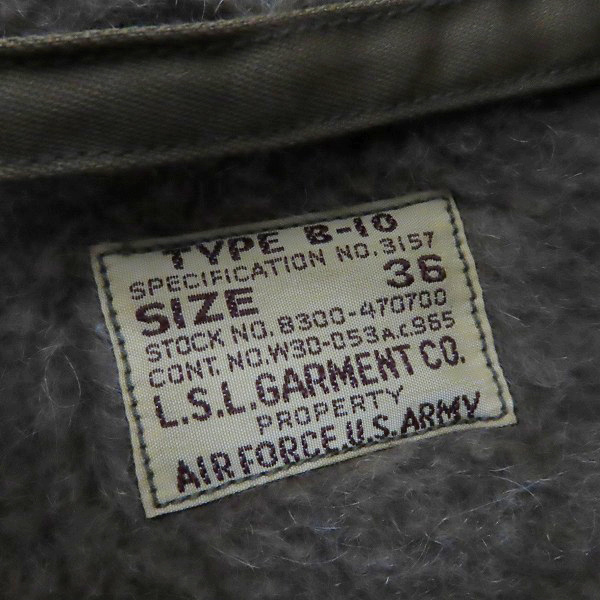 TYPE B-10
SPECIFICATION NO. 3157
SIZE 36
STOCK NO. 8300-470700
CONT. NO. W30-053 A.C. 965
L.S.L. GARMENT CO.
PROPERTY
AIR FORCE, U.S. ARMY